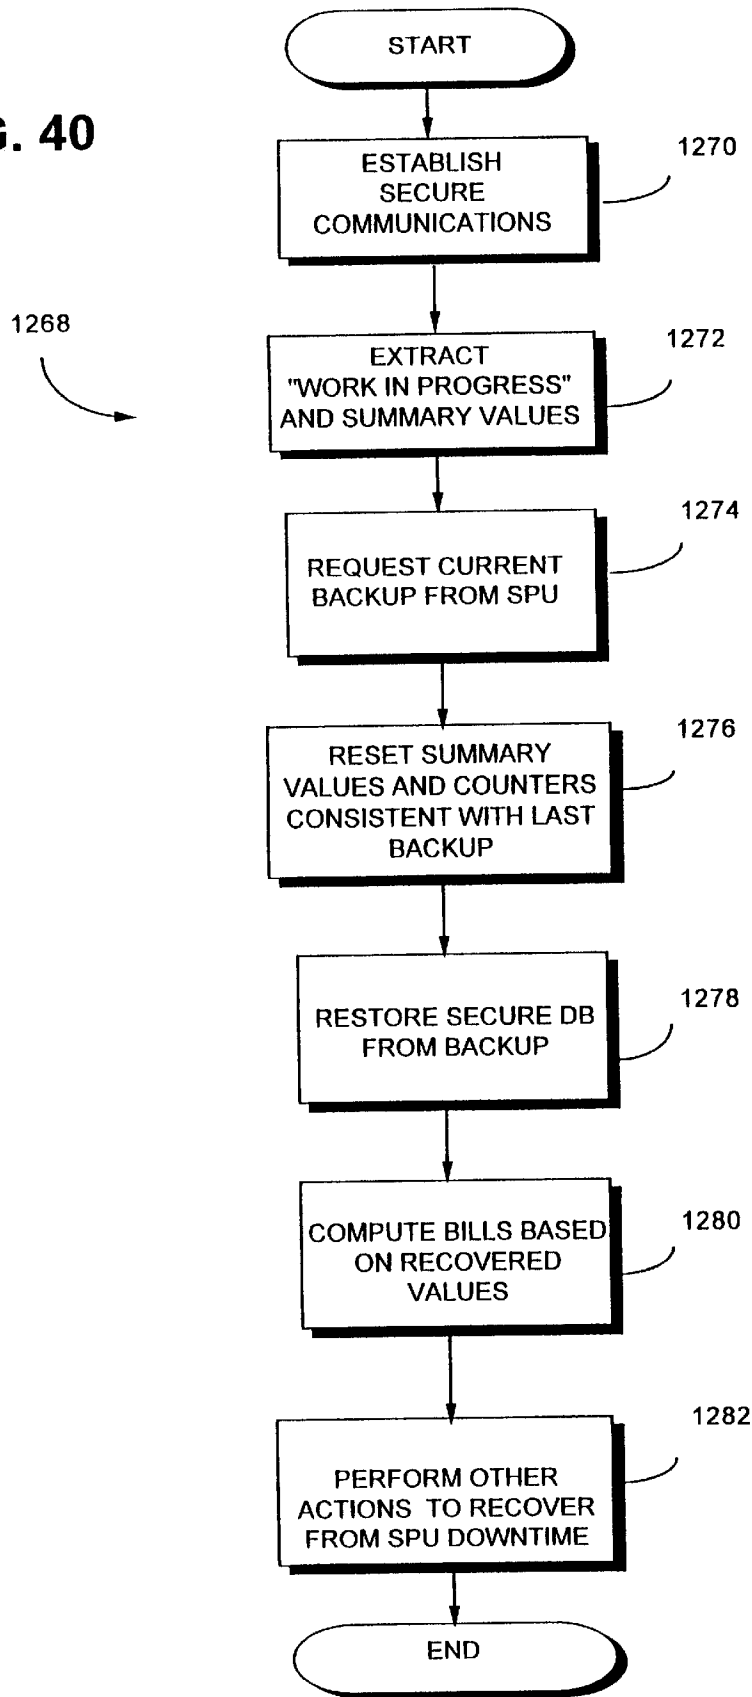 START
. 40
ESTABLISH
SECURE
COMMUNICATIONS
1270
1268
EXTRACT
"WORK IN PROGRESS"
AND SUMMARY VALUES
1272
REQUEST CURRENT
BACKUP FROM SPU
1274
RESET SUMMARY
VALUES AND COUNTERS
CONSISTENT WITH LAST
BACKUP
1276
RESTORE SECURE DB
FROM BACKUP
1278
COMPUTE BILLS BASED
ON RECOVERED
VALUES
1280
PERFORM OTHER
ACTIONS TO RECOVER
FROM SPU DOWNTIME
1282
END